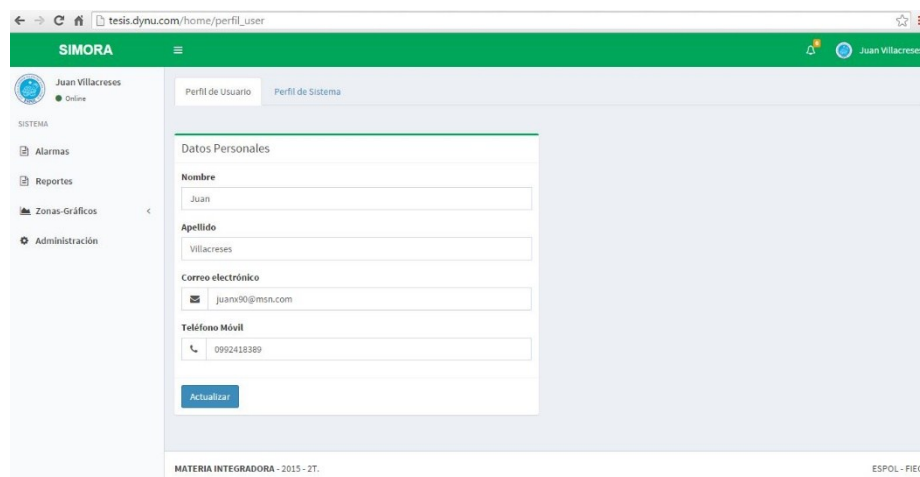 tesis.dynu.com/home/perfil_user
SIMORA
Juan Villacreses
Juan Villacreses
Online
SISTEMA
Alarmas
Reportes
Zonas-Gráficos
Administración
Perfil de Usuario
Perfil de Sistema
Datos Personales
Nombre
Juan
Apellido
Villacreses
Correo electrónico
juanx90@msn.com
Teléfono Móvil
0992418389
Actualizar
MATERIA INTEGRADORA - 2015 - 2T.
ESPOL - FIEC